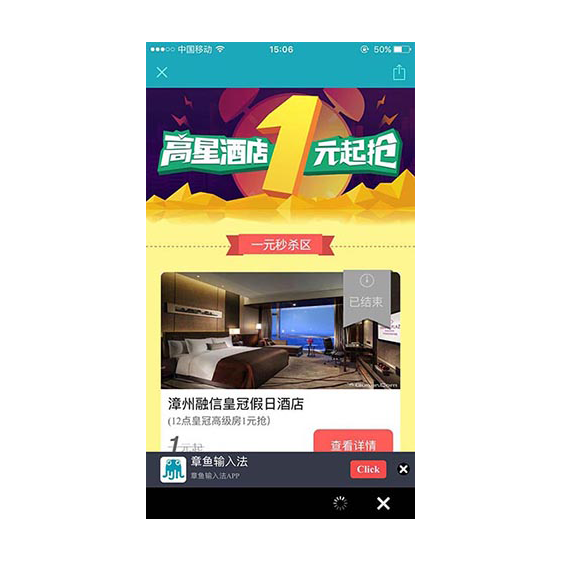 中国移动 15:06 50%
高星酒店1元起抢
一元秒杀区
已结束
漳州融信皇冠假日酒店
(12点皇冠高级房1元抢)
1元起
查看详情
章鱼输入法
章鱼输入法APP
Click